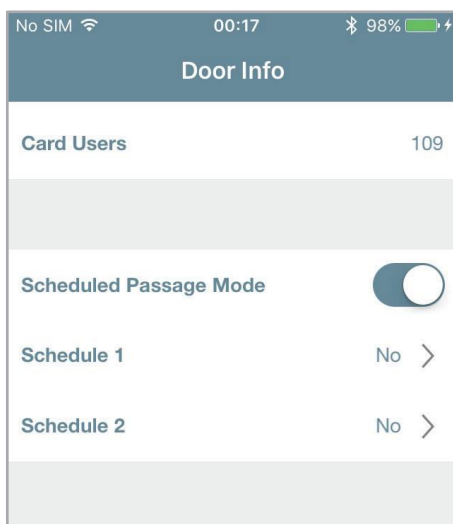 No SIM 00:17 98%
Door Info
Card Users 109
Scheduled Passage Mode
Schedule 1 No
Schedule 2 No